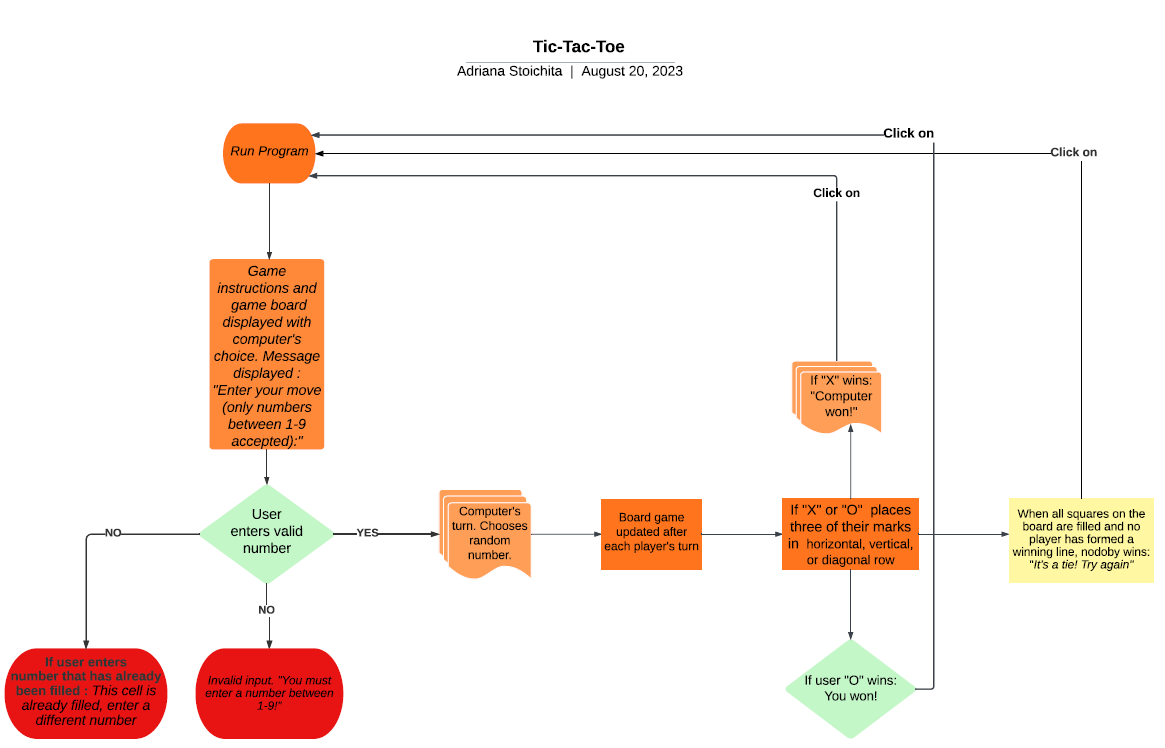 Tic-Tac-Toe
Adriana Stoichita | August 20, 2023
Click on
Run Program
Click on
Click on
Game
instructions and
game board
displayed with
computer's
choice. Message
displayed :
"Enter your move
(only numbers
between 1-9
accepted):"
If "X" wins:
"Computer
won!"
User
enters valid
number
NO
YES
Computer's
turn. Chooses
random
number.
Board game
updated after
each player's turn
If "X" or "O" places
three of their marks
in horizontal, vertical,
or diagonal row
When all squares on the
board are filled and no
player has formed a
winning line, nodoby wins:
"It's a tie! Try again"
NO
If user enters
number that has already
been filled : This cell is
already filled, enter a
different number
Invalid input. "You must
enter a number between
1-9!"
If user "O" wins:
You won!